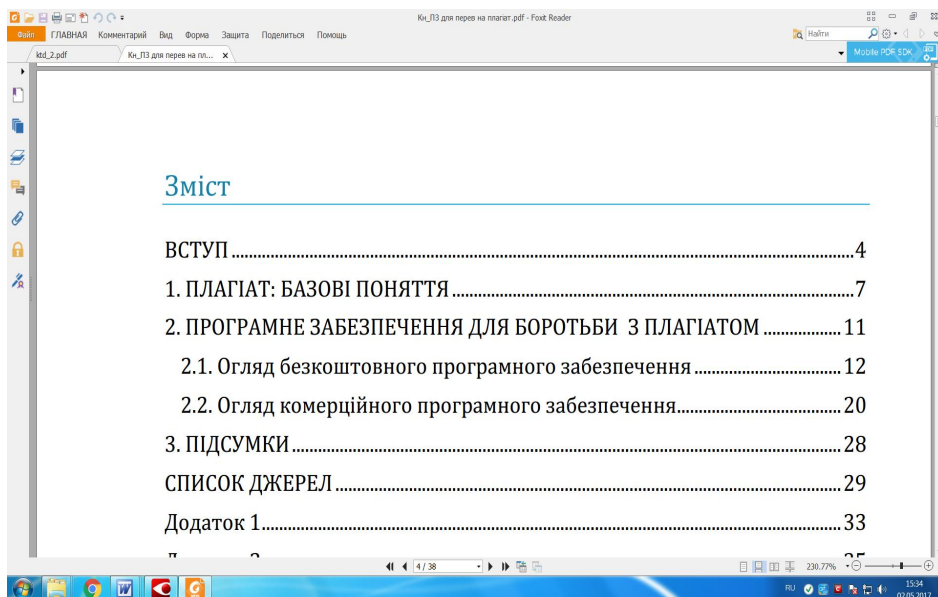 Кн_ПЗ для перев на плагіат.pdf - Foxit Reader
Файл ГЛАВНАЯ Комментарий Вид Форма Защита Поделиться Помощь
Найти
ktd_2.pdf Кн_ПЗ для перев на пл... x
Mobile PDF SDK
Зміст
ВСТУП 4
1. ПЛАГІАТ: БАЗОВІ ПОНЯТТЯ 7
2. ПРОГРАМНЕ ЗАБЕЗПЕЧЕННЯ ДЛЯ БОРОТЬБИ З ПЛАГІАТОМ 11
2.1. Огляд безкоштовного програмного забезпечення 12
2.2. Огляд комерційного програмного забезпечення 20
3. ПІДСУМКИ 28
СПИСОК ДЖЕРЕЛ 29
Додаток 1 33
4 / 38
230.77%
RU
15:34
02.05.2017